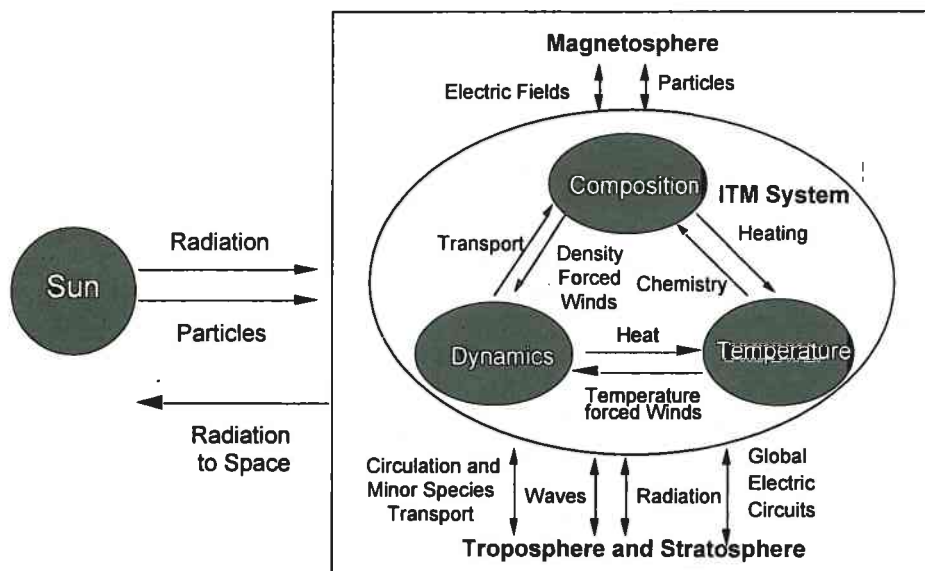 Magnetosphere
Electric Fields
Particles
Composition
ITM System
Radiation
Transport
Density
Forced
Winds
Heating
Chemistry
Sun
Particles
Dynamics
Heat
Temperature
Temperature
forced Winds
Radiation
to Space
Circulation and
Minor Species
Transport
Waves
Radiation
Global
Electric
Circuits
Troposphere and Stratosphere